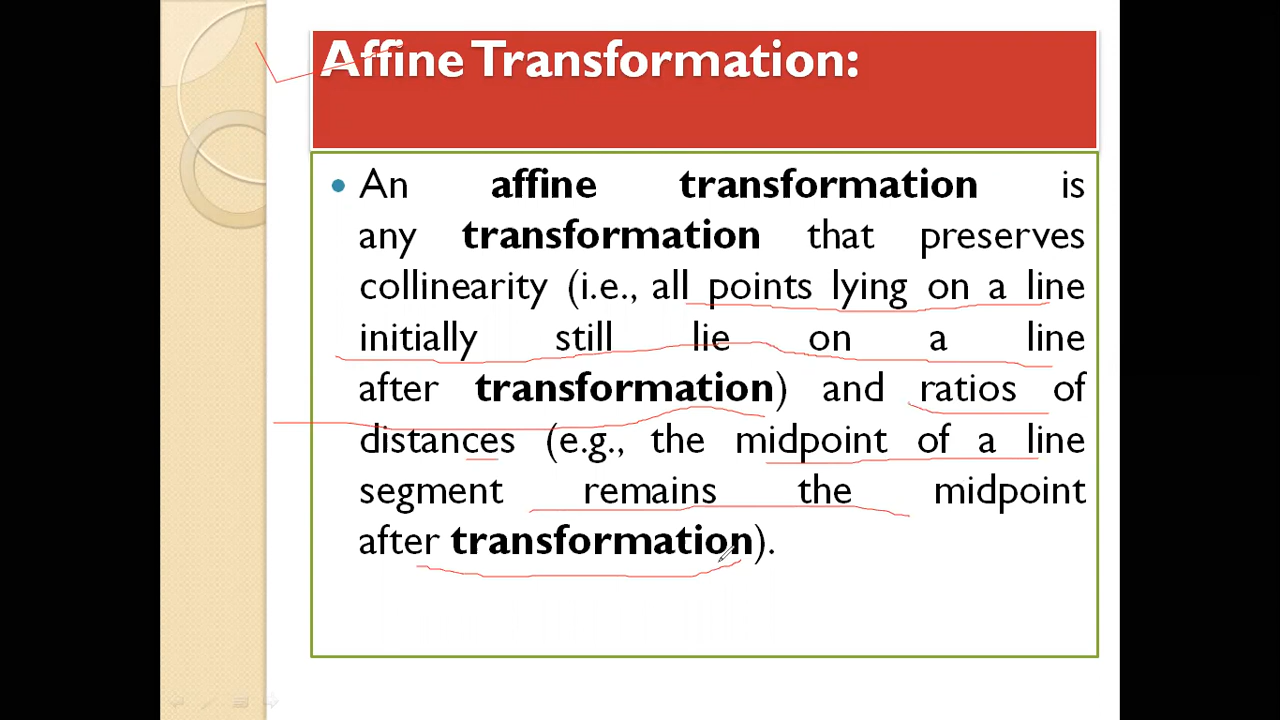 Affine Transformation:
• An affine transformation is
any transformation that preserves
collinearity (i.e., all points lying on a line
initially still lie on a line
after transformation) and ratios of
distances (e.g., the midpoint of a line
segment remains the midpoint
after transformation).